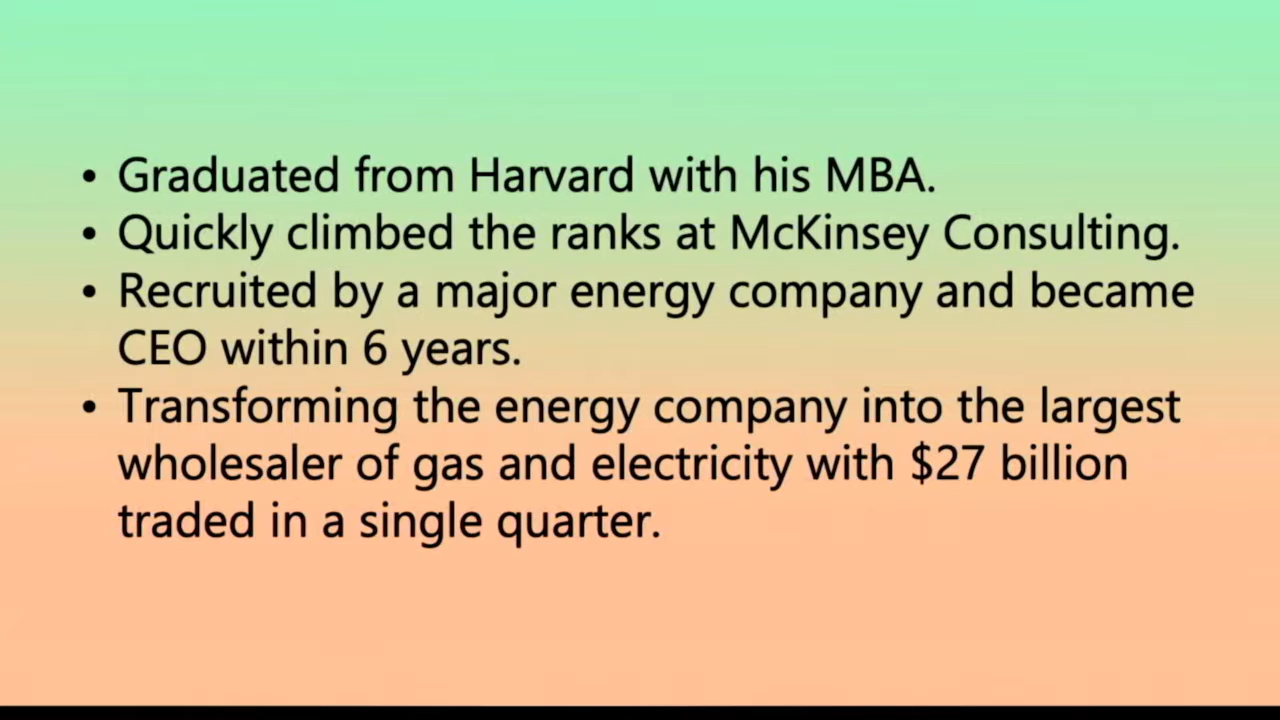 • Graduated from Harvard with his MBA.
• Quickly climbed the ranks at McKinsey Consulting.
• Recruited by a major energy company and became
CEO within 6 years.
• Transforming the energy company into the largest
wholesaler of gas and electricity with $27 billion
traded in a single quarter.